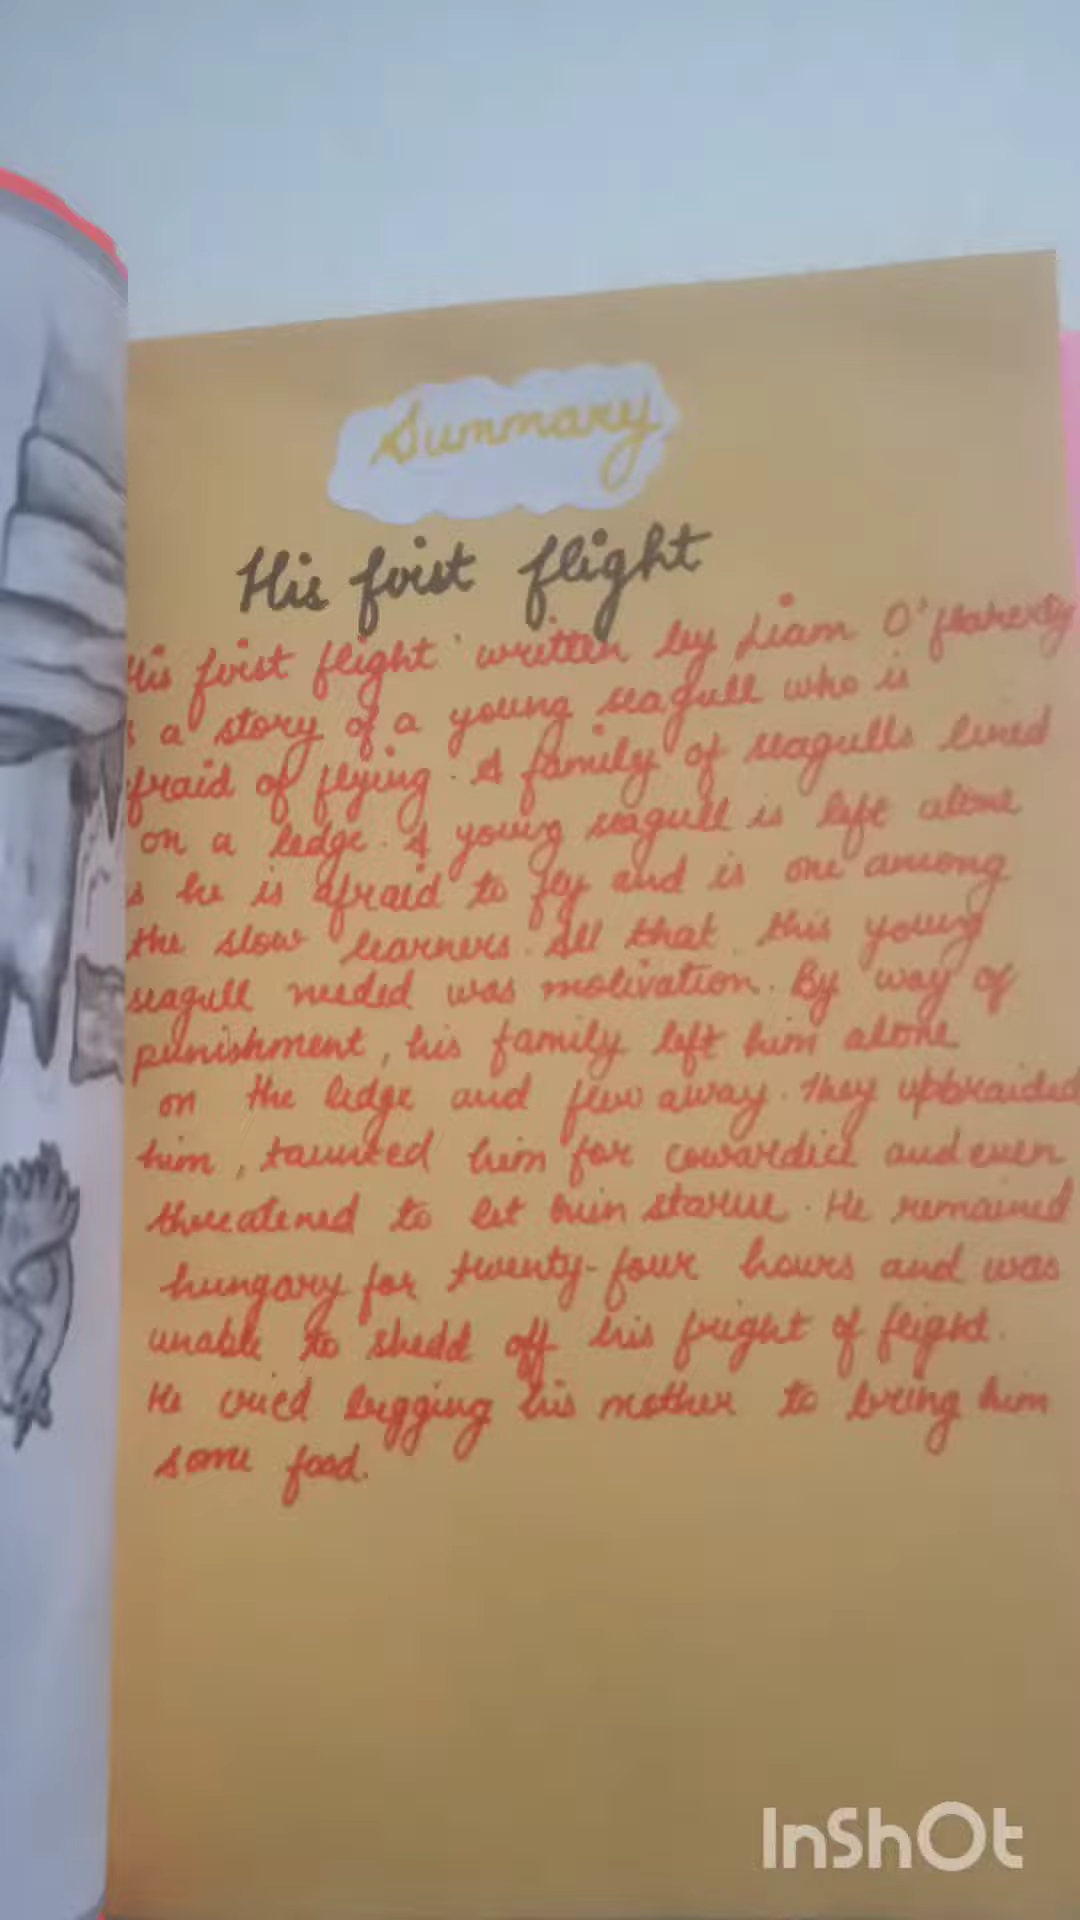 Summary
His first flight
His first flight' written by Liam O'flaherty
s a story of a young seagull who is
fraid of flying. A family of seagulls lived
on a ledge. A young seagull is left alone
s he is afraid to fly and is one among
the slow learners. All that this young
seagull needed was motivation. By way of
punishment, his family left him alone
on the ledge and flew away. They upbraided
him, taunted him for cowardice and even
threatened to let him starve. He remained
hungary for twenty-four hours and was
unable to shedd off his fright of flight.
He cried begging his mother to bring him
some food.
InShOt